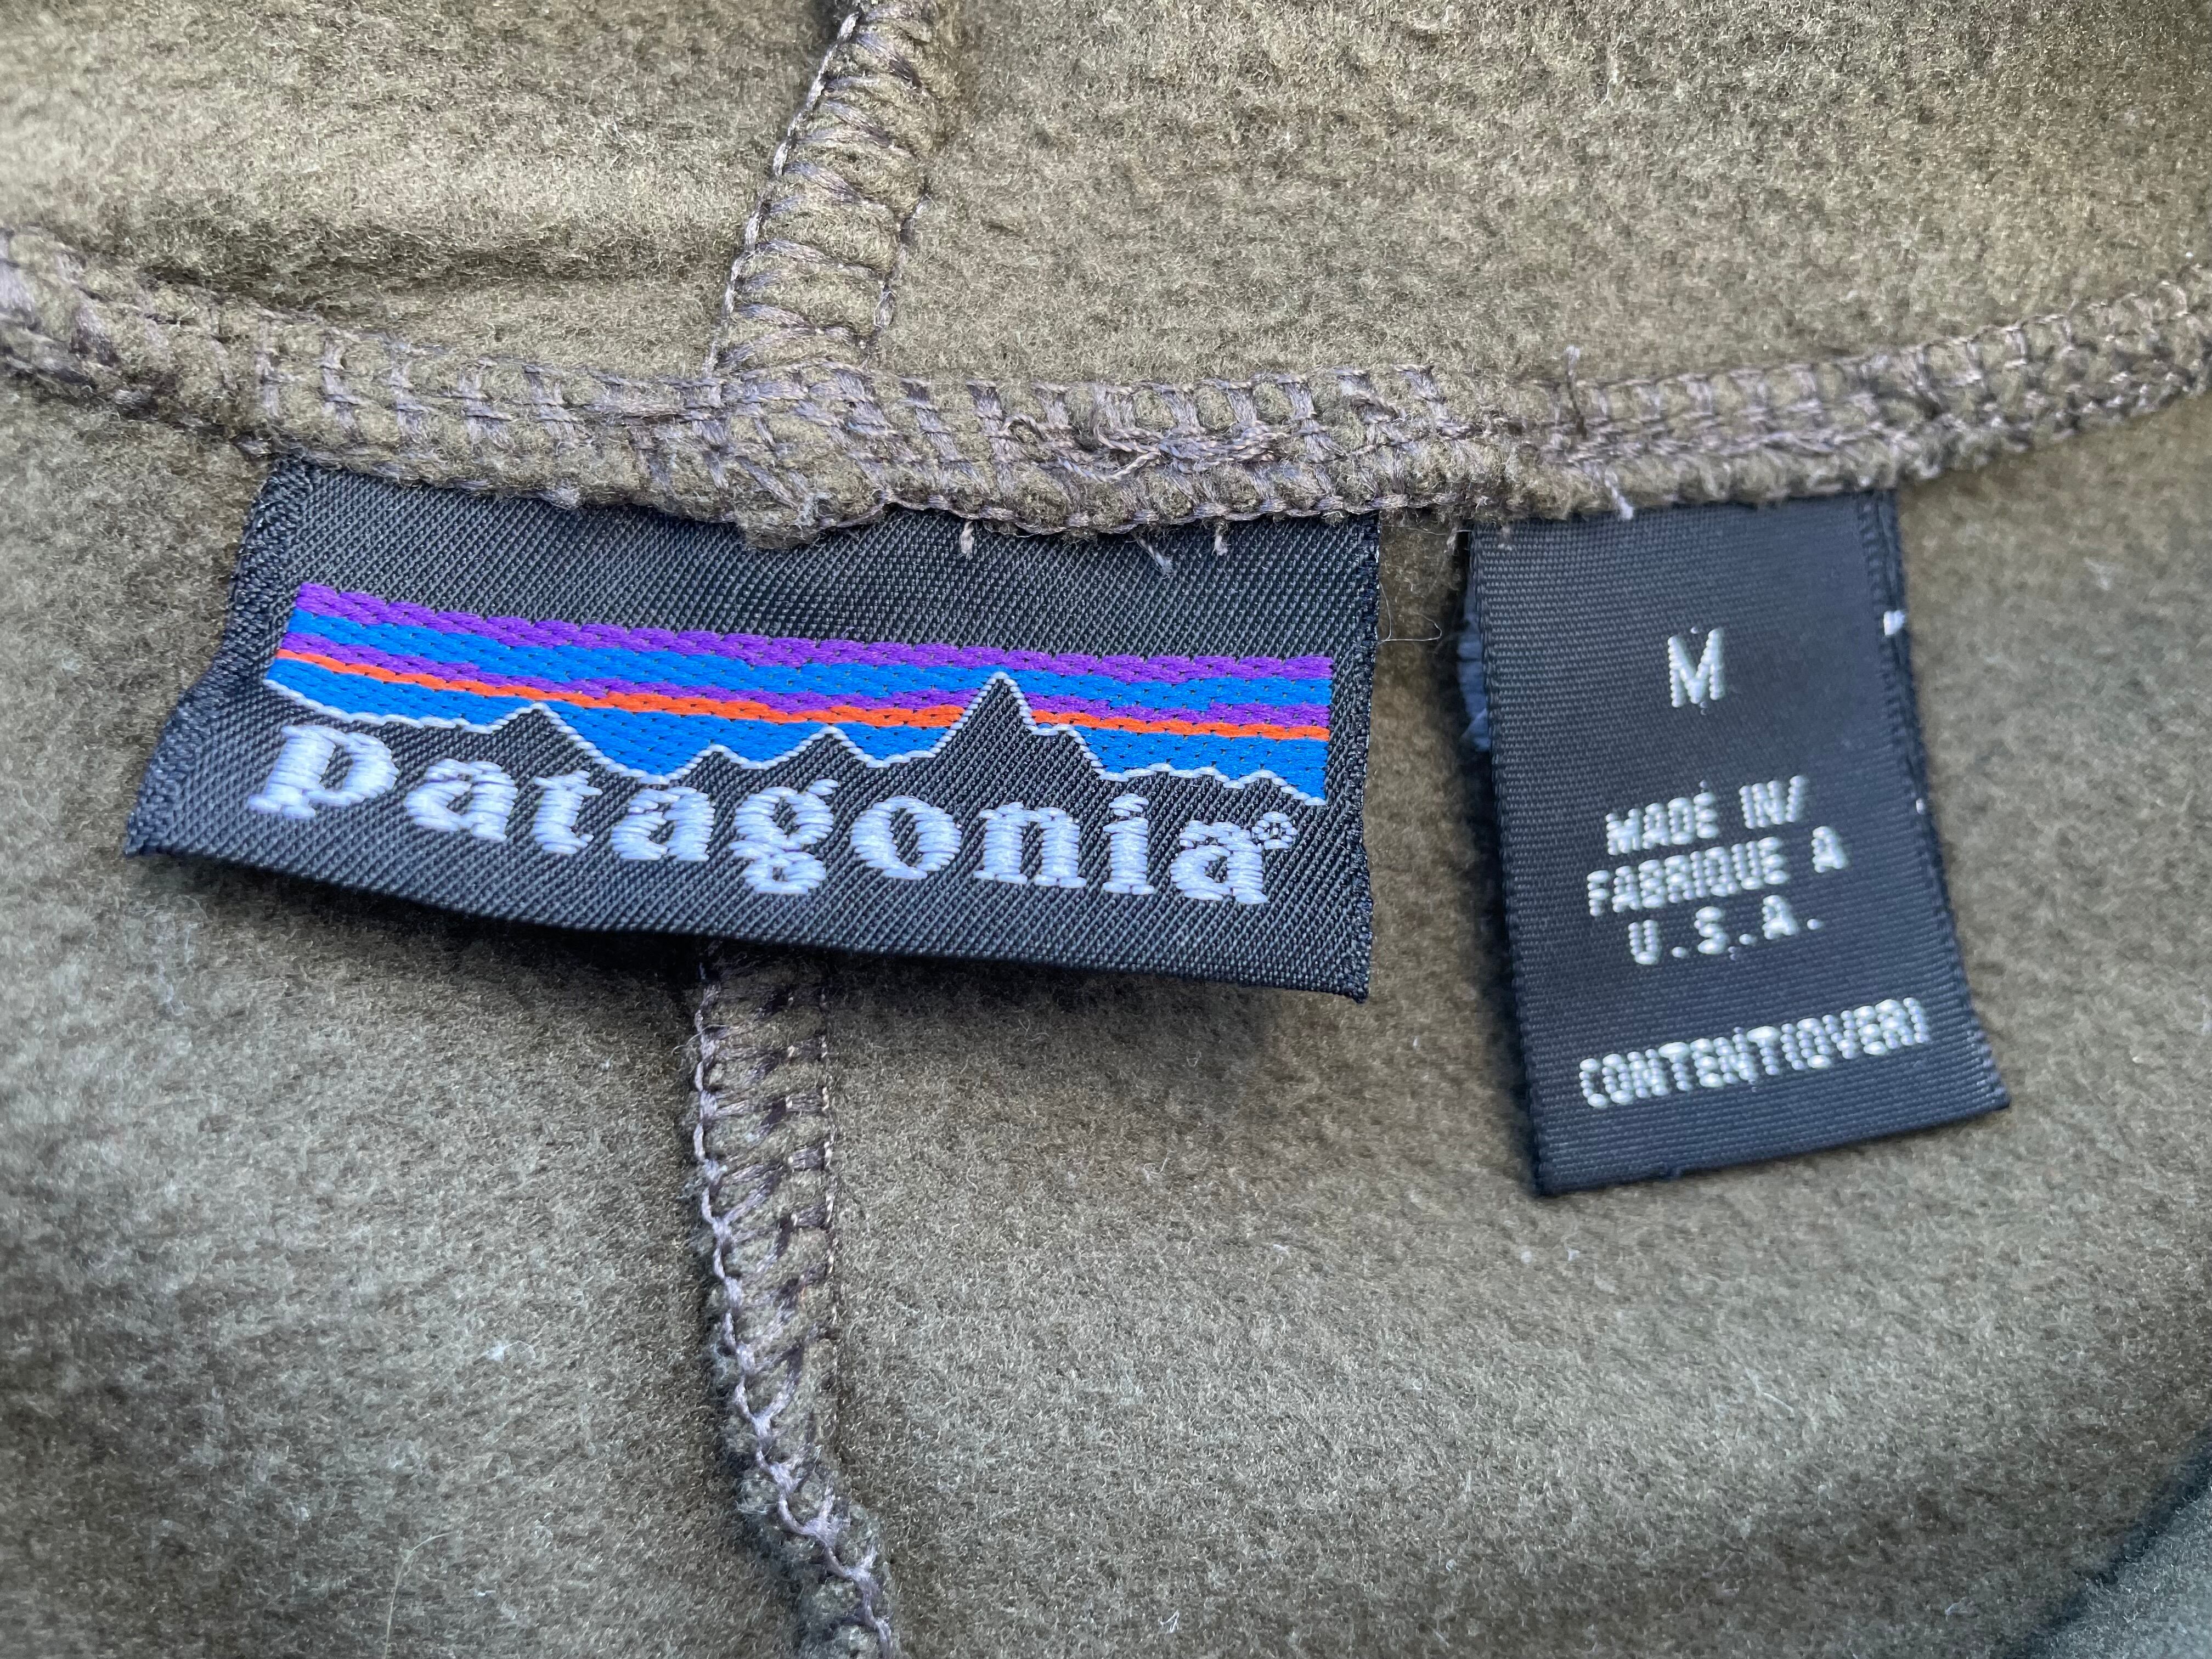 patagonia®
M
MADE IN/
FABRIQUE A
U.S.A.
CONTENT(OVER)